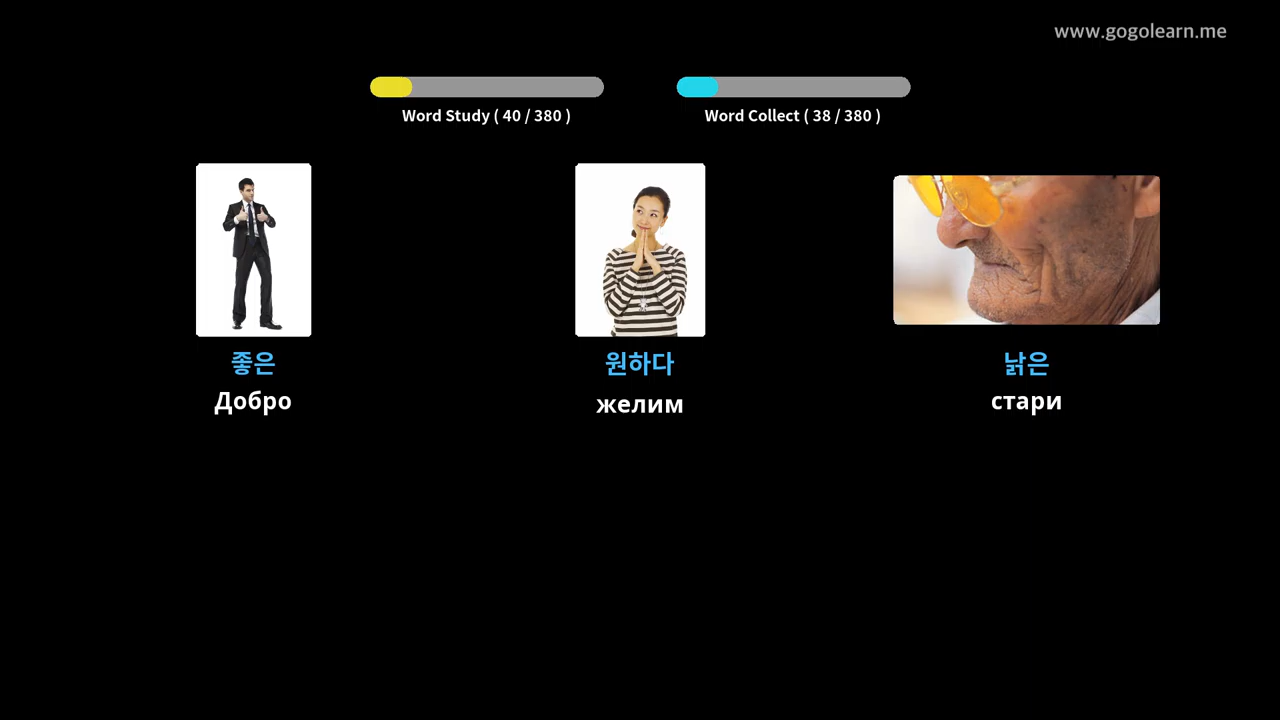 www.gogolearn.me
Word Study ( 40 / 380 )
Word Collect ( 38 / 380 )
좋은
원하다
낡은
Добро
желим
стари